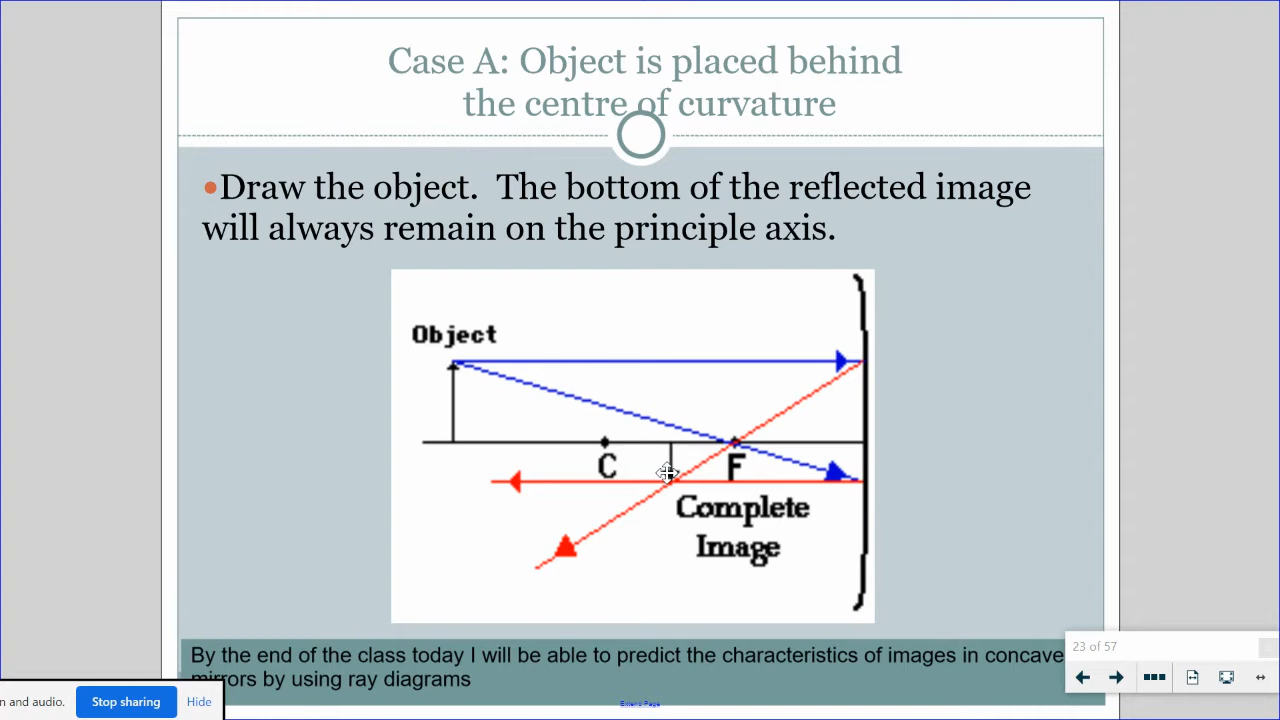 Case A: Object is placed behind
the centre of curvature
•Draw the object. The bottom of the reflected image
will always remain on the principle axis.
Object
C
F
Complete
Image
By the end of the class today I will be able to predict the characteristics of images in concave
mirrors by using ray diagrams
23 of 57
n and audio.
Stop sharing
Hide
Extend Page